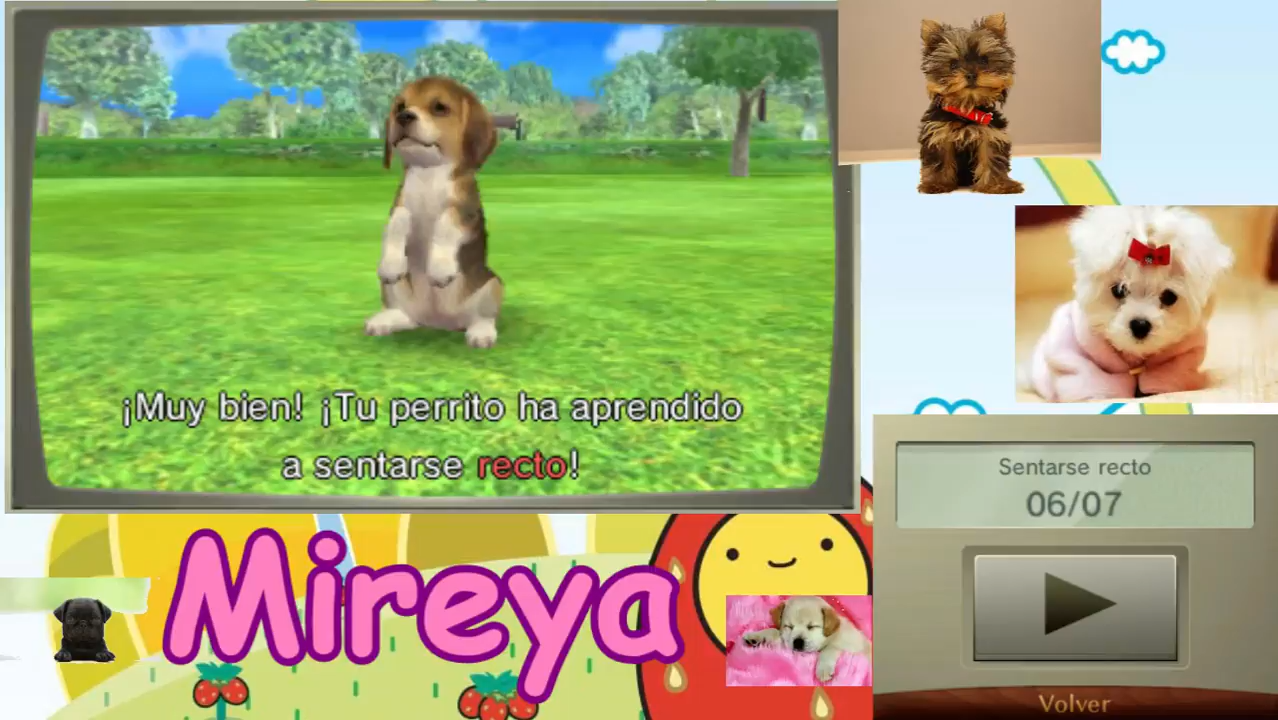 ¡Muy bien! ¡Tu perrito ha aprendido
a sentarse recto!
Sentarse recto
06/07
Mireya
Volver